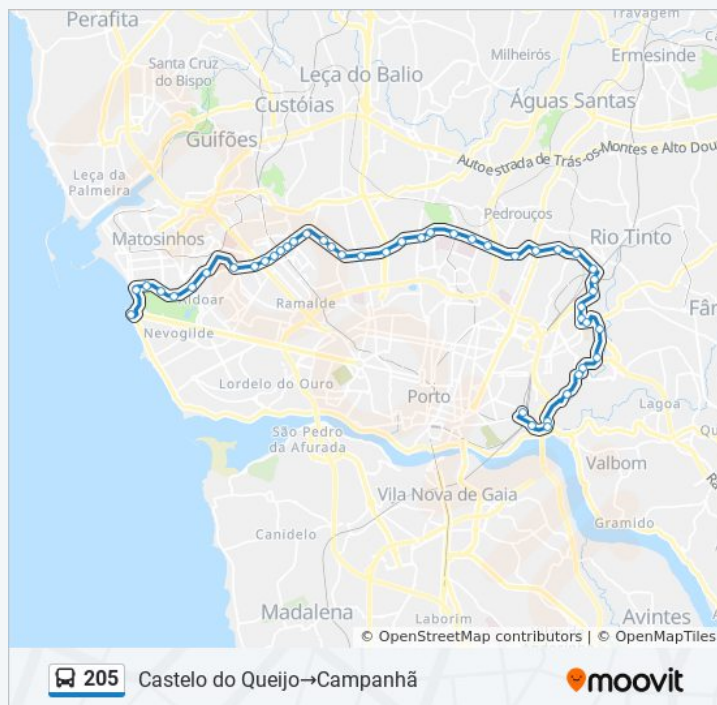 Perafita
Travagem
Ermesinde
Milheirós
Leça do Balio
Santa Cruz
do Bispo
Custóias
Águas Santas
Guifões
Autoestrada de Trás-os-Montes e Alto Dou
Leça da
Palmeira
Pedrouços
Matosinhos
Rio Tinto
Aldoar
Ramalde
Fân
Nevogilde
Lordelo do Ouro
Porto
Lagoa
São Pedro
da Afurada
Valbom
Vila Nova de Gaia
Gramido
Canidelo
Madalena
Laborim
Avintes
© OpenStreetMap contributors | © OpenMapTiles
205 Castelo do Queijo→Campanhã
moovit